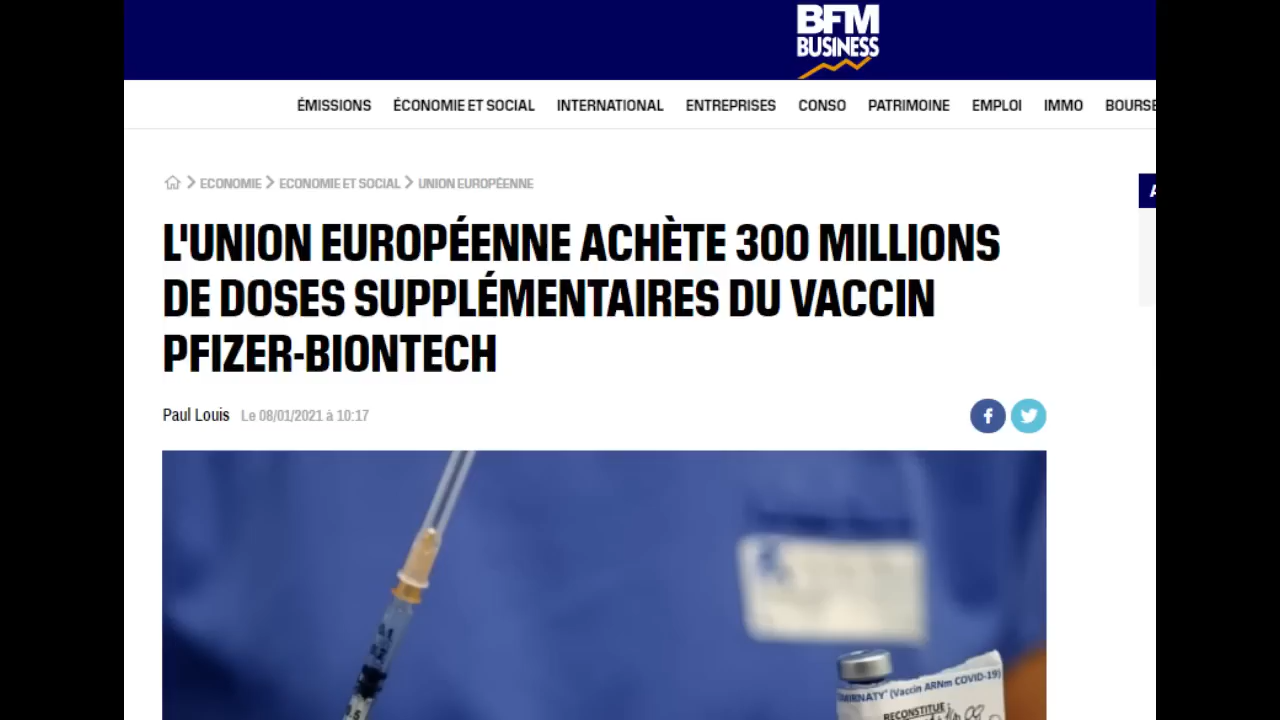 BFM
BUSINESS
ÉMISSIONS ÉCONOMIE ET SOCIAL INTERNATIONAL ENTREPRISES CONSO PATRIMOINE EMPLOI IMMO BOURSE
ECONOMIE ECONOMIE ET SOCIAL UNION EUROPÉENNE
A
L'UNION EUROPÉENNE ACHÈTE 300 MILLIONS
DE DOSES SUPPLÉMENTAIRES DU VACCIN
PFIZER-BIONTECH
Paul Louis Le 08/01/2021 à 10:17
(Vaccin ARNm COVID-19)
RECONSTITUE :